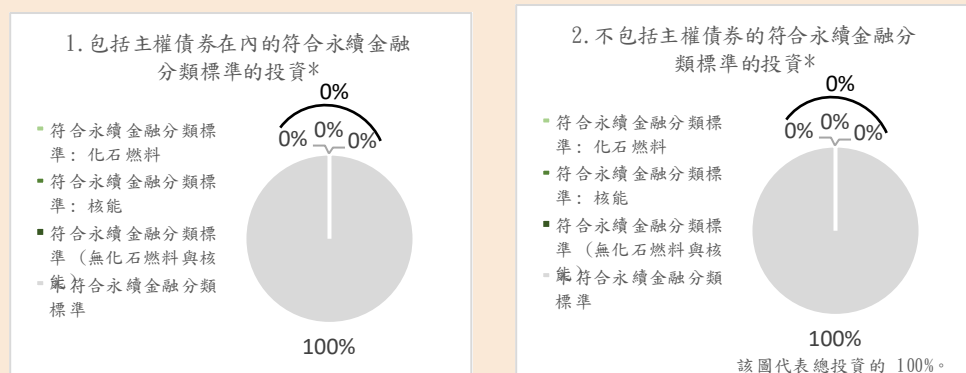 1.包括主權債券在內的符合永續金融
分類標準的投資*
0%
0%
0%
0%
符合永續金融分類標
準：化石燃料
符合永續金融分類標
準：核能
符合永續金融分類標
準（無化石燃料與核
能）
不符合永續金融分類
標準
100%
2.不包括主權債券的符合永續金融分
類標準的投資*
0%
0%
0%
0%
符合永續金融分類標
準：化石燃料
符合永續金融分類標
準：核能
符合永續金融分類標
準（無化石燃料與核
能）
不符合永續金融分類
標準
100%
該圖代表總投資的 100%。